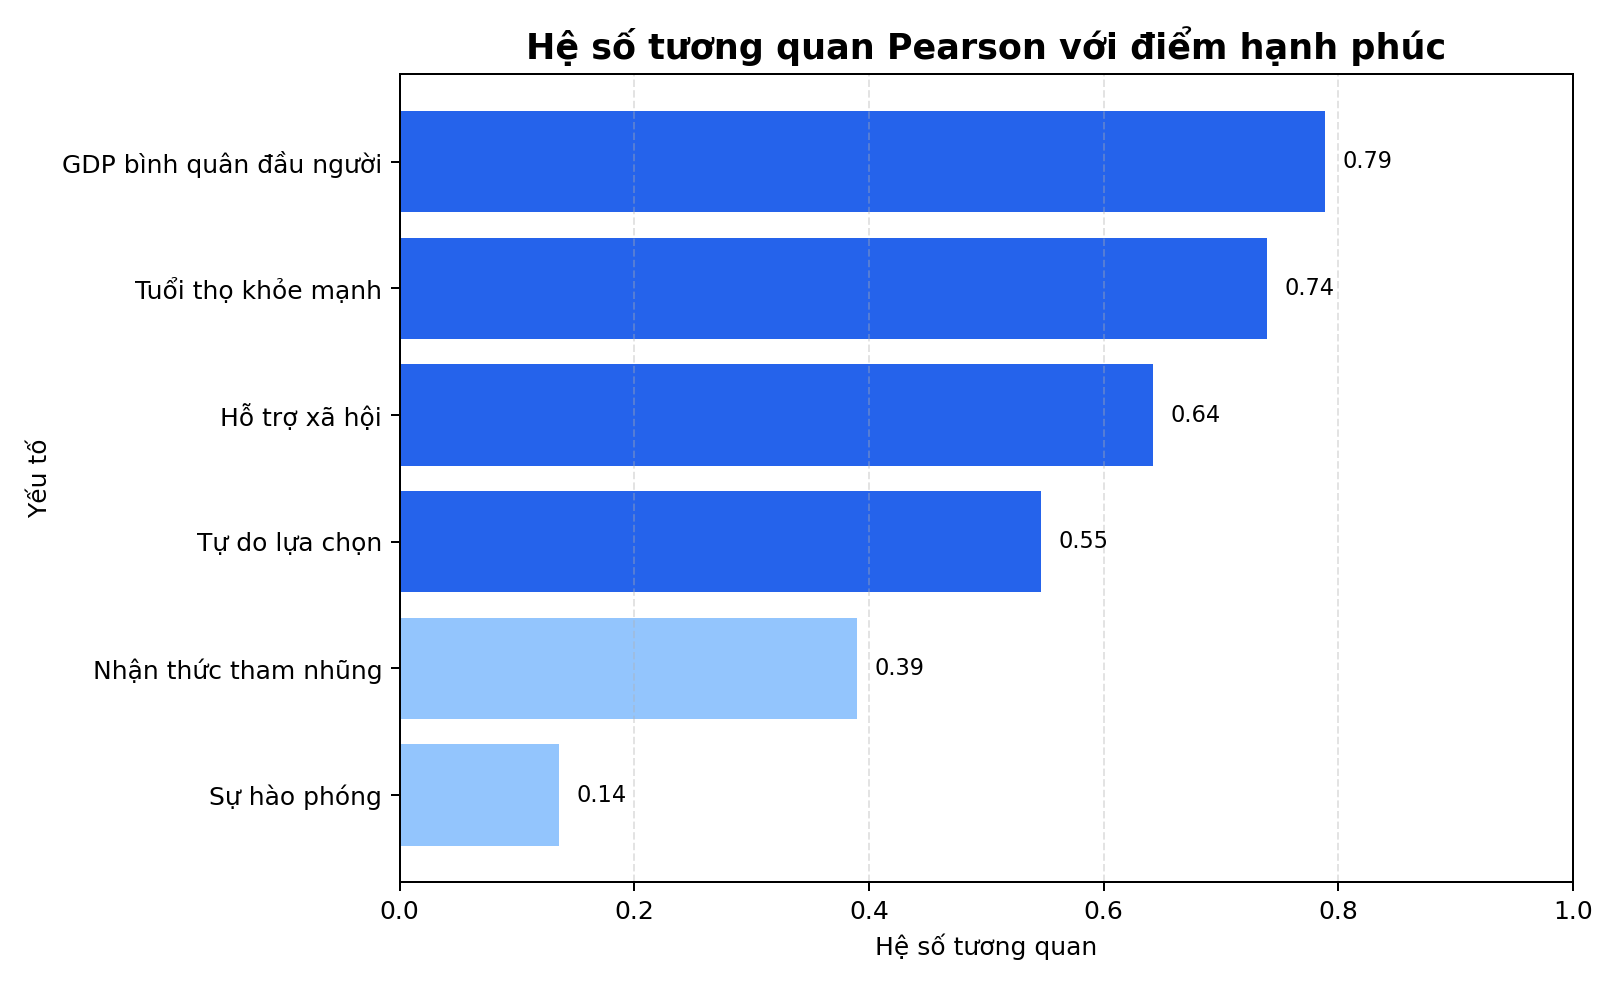 Hệ số tương quan Pearson với điểm hạnh phúc
GDP bình quân đầu người
0.79
Tuổi thọ khỏe mạnh
0.74
Hỗ trợ xã hội
0.64
Yếu tố
Tự do lựa chọn
0.55
Nhận thức tham nhũng
0.39
Sự hào phóng
0.14
0.0 0.2 0.4 0.6 0.8 1.0
Hệ số tương quan